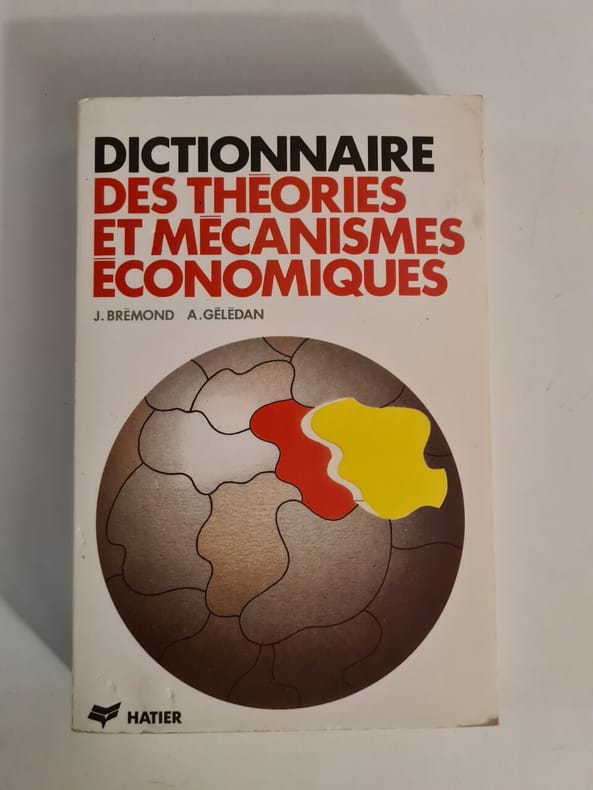 DICTIONNAIRE
DES THÉORIES
ET MÉCANISMES
ÉCONOMIQUES
J. BRÉMOND A. GÉLÉDAN
HATIER